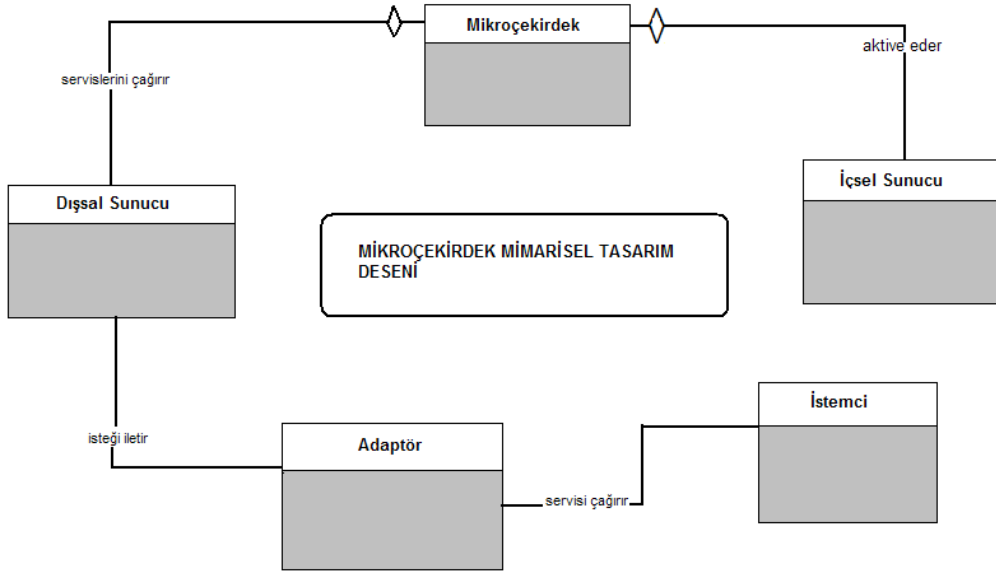 Mikroçekirdek
aktive eder
servislerini çağırır
İçsel Sunucu
Dışsal Sunucu
MİKROÇEKİRDEK MİMARİSEL TASARIM
DESENİ
İstemci
isteği iletir
Adaptör
servisi çağırır